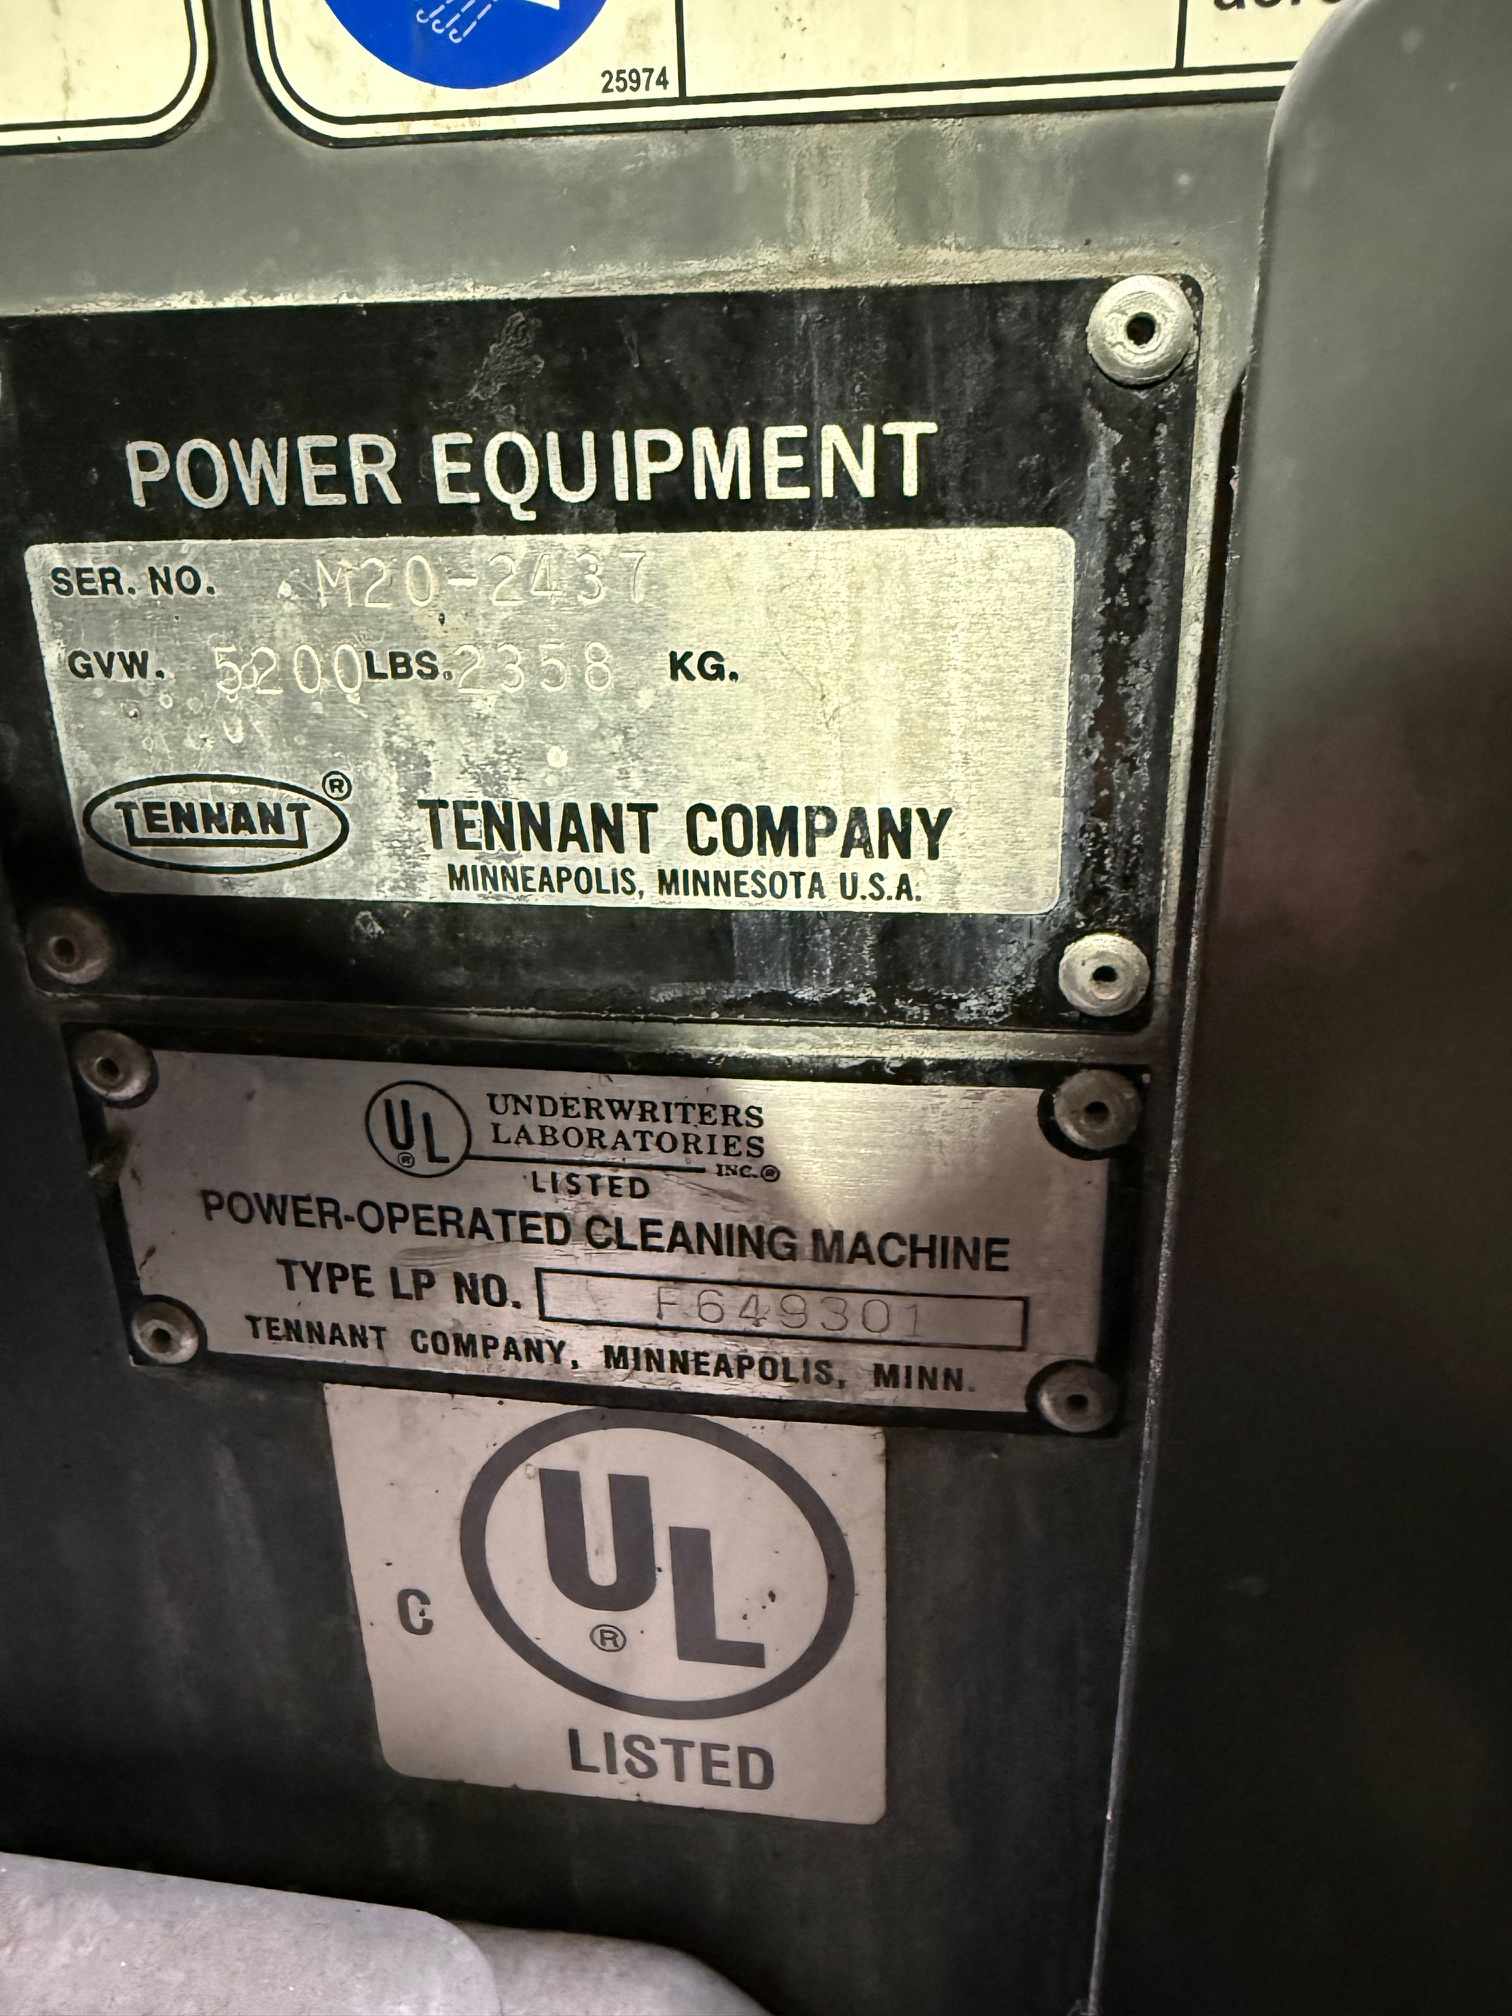 25974
POWER EQUIPMENT
SER. NO. M20-2437
GVW. 5200 LBS. 2358 KG.
TENNANT® TENNANT COMPANY
MINNEAPOLIS, MINNESOTA U.S.A.
UL® UNDERWRITERS
LABORATORIES
INC.®
LISTED
POWER-OPERATED CLEANING MACHINE
TYPE LP NO. F649301
TENNANT COMPANY, MINNEAPOLIS, MINN.
C UL®
LISTED